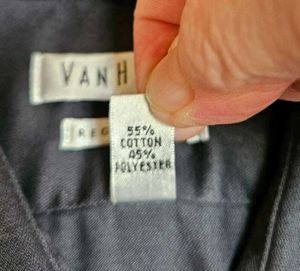 VAN H
REG
55%
COTTON
45%
POLYESTER